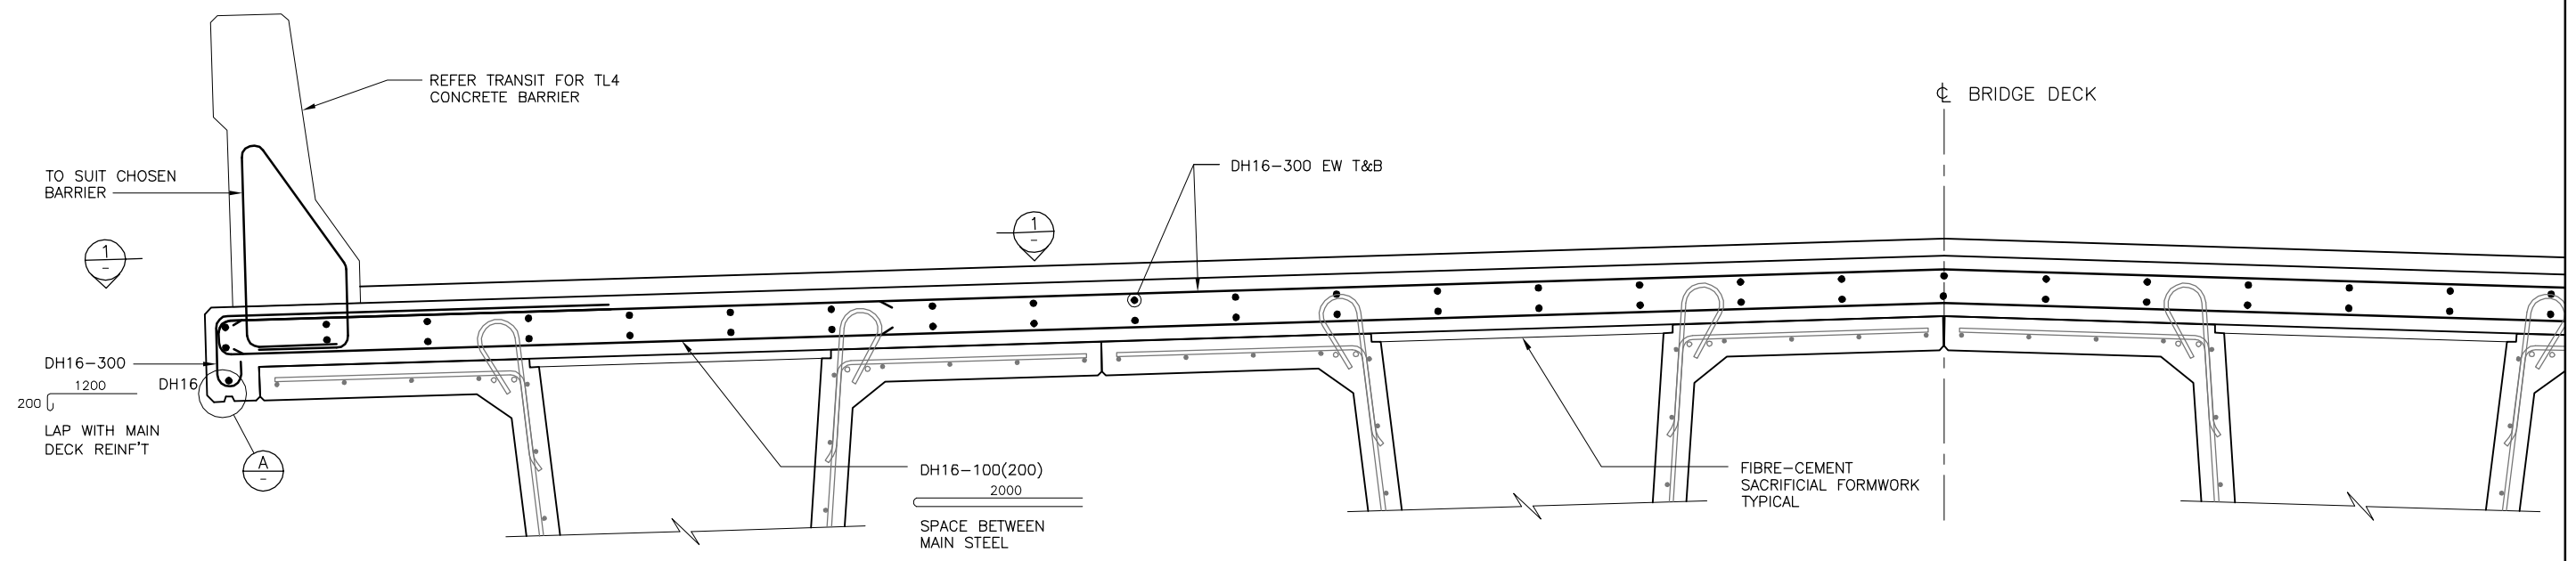 REFER TRANSIT FOR TL4
CONCRETE BARRIER
℄ BRIDGE DECK
TO SUIT CHOSEN
BARRIER
DH16-300 EW T&B
1
-
1
-
DH16-300
1200
200
DH16
LAP WITH MAIN
DECK REINF'T
A
-
DH16-100(200)
2000
SPACE BETWEEN
MAIN STEEL
FIBRE-CEMENT
SACRIFICIAL FORMWORK
TYPICAL